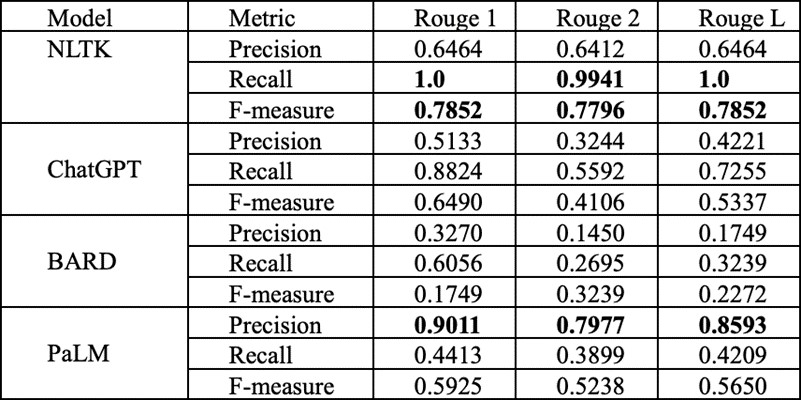 Model Metric Rouge 1 Rouge 2 Rouge L
NLTK Precision 0.6464 0.6412 0.6464
Recall 1.0 0.9941 1.0
F-measure 0.7852 0.7796 0.7852
ChatGPT Precision 0.5133 0.3244 0.4221
Recall 0.8824 0.5592 0.7255
F-measure 0.6490 0.4106 0.5337
BARD Precision 0.3270 0.1450 0.1749
Recall 0.6056 0.2695 0.3239
F-measure 0.1749 0.3239 0.2272
PaLM Precision 0.9011 0.7977 0.8593
Recall 0.4413 0.3899 0.4209
F-measure 0.5925 0.5238 0.5650